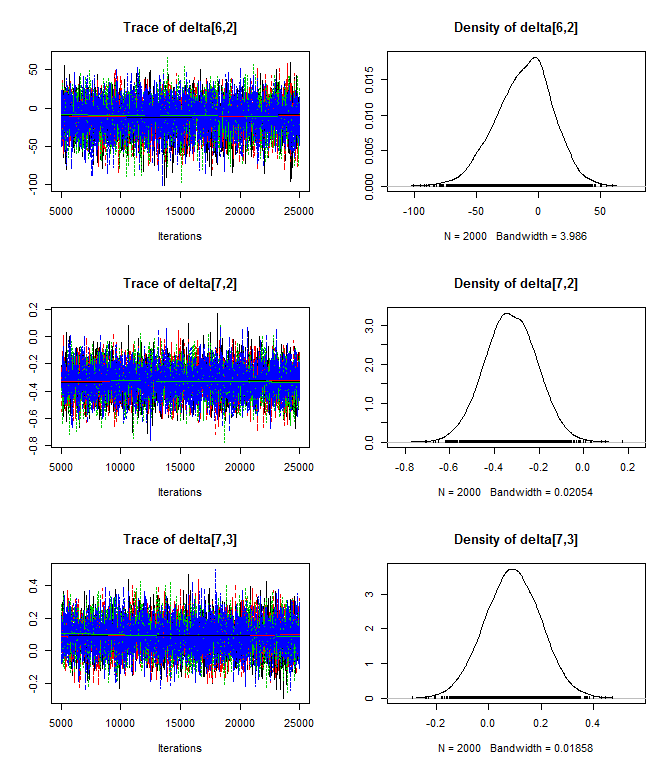 Trace of delta[6,2]
50
0
-50
-100
5000 10000 15000 20000 25000
Iterations
Density of delta[6,2]
0.015
0.010
0.005
0.000
-100 -50 0 50
N = 2000 Bandwidth = 3.986
Trace of delta[7,2]
0.2
0.0
-0.2
-0.4
-0.6
-0.8
5000 10000 15000 20000 25000
Iterations
Density of delta[7,2]
3.0
2.0
1.0
0.0
-0.8 -0.6 -0.4 -0.2 0.0 0.2
N = 2000 Bandwidth = 0.02054
Trace of delta[7,3]
0.4
0.2
0.0
-0.2
5000 10000 15000 20000 25000
Iterations
Density of delta[7,3]
3
2
1
0
-0.2 0.0 0.2 0.4
N = 2000 Bandwidth = 0.01858